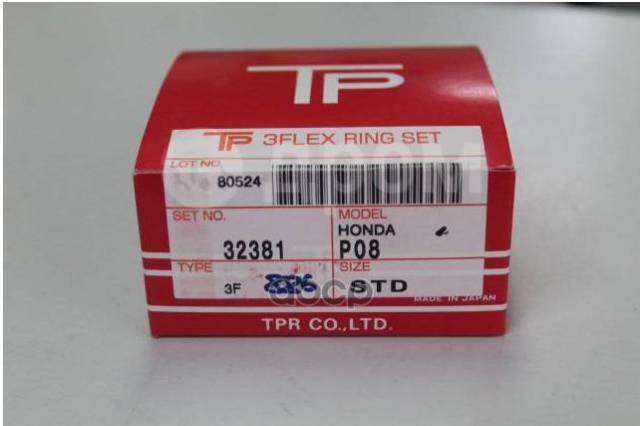 TP
TP 3FLEX RING SET
LOT NO.
80524
SET NO.
32381
MODEL
HONDA
P08
TYPE
3F
SIZE
STD
MADE IN JAPAN
TPR CO.,LTD.